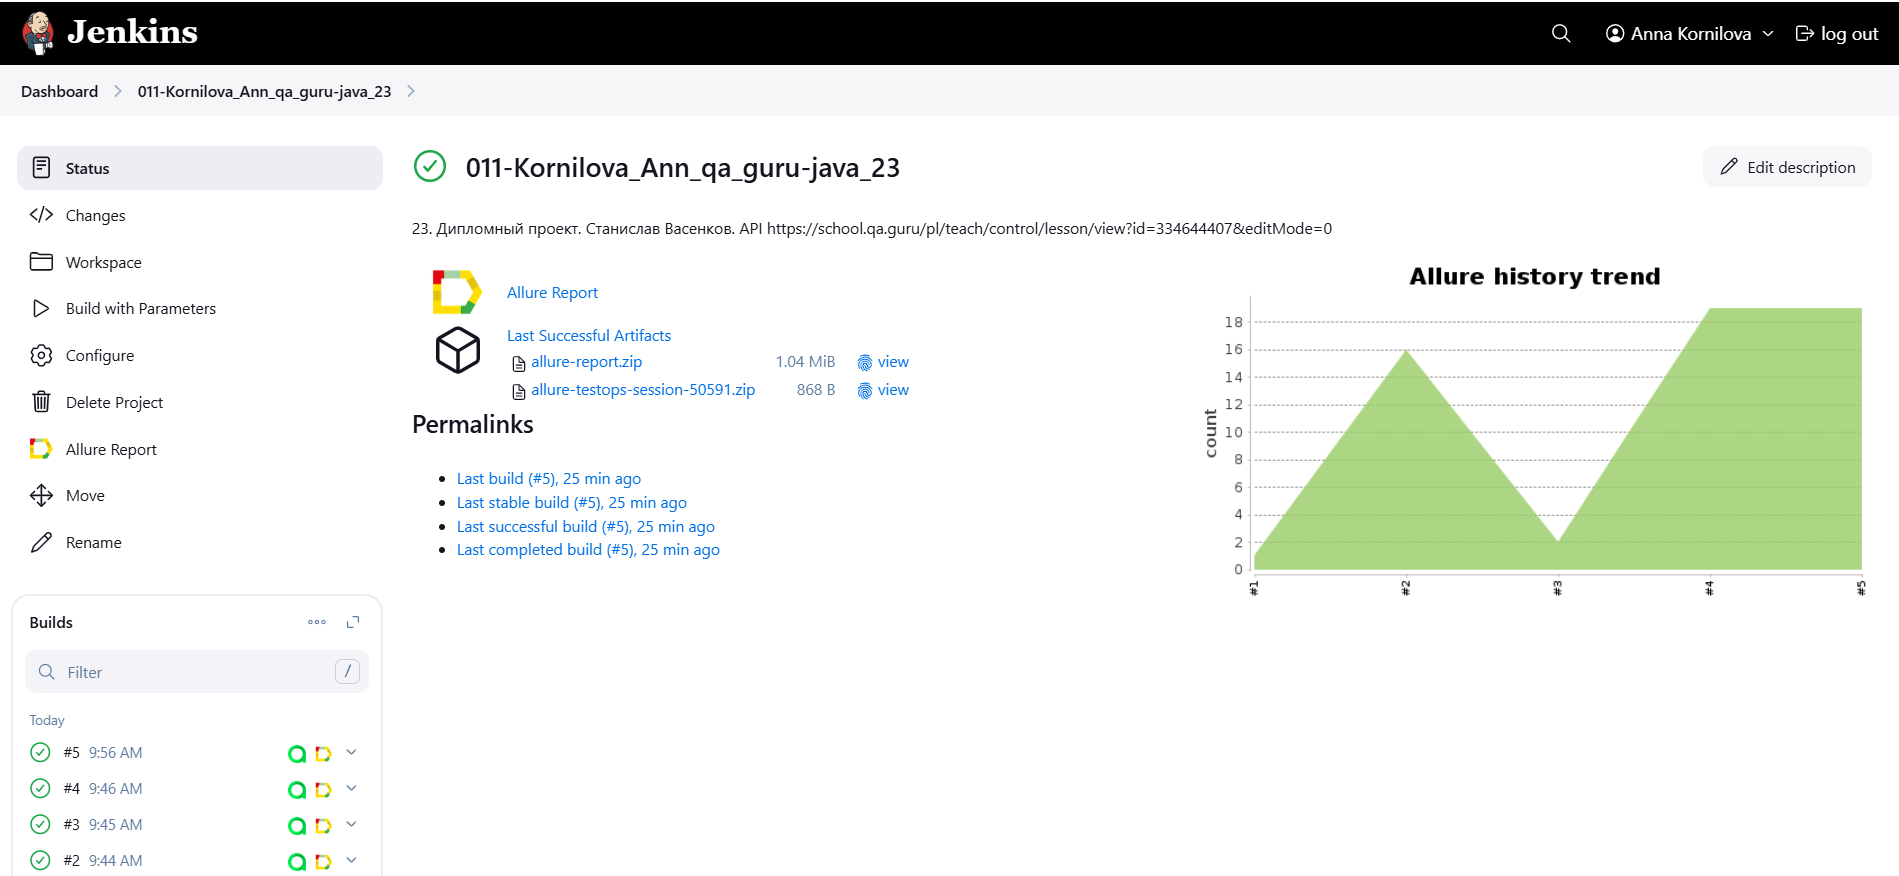 Jenkins
Anna Kornilova
log out
Dashboard
011-Kornilova_Ann_qa_guru-java_23
Status
Changes
Workspace
Build with Parameters
Configure
Delete Project
Allure Report
Move
Rename
Builds
Filter
/
Today
#5 9:56 AM
#4 9:46 AM
#3 9:45 AM
#2 9:44 AM
011-Kornilova_Ann_qa_guru-java_23
Edit description
23. Дипломный проект. Станислав Васенков. API https://school.qa.guru/pl/teach/control/lesson/view?id=334644407&editMode=0
Allure Report
Last Successful Artifacts
allure-report.zip 1.04 MiB view
allure-testops-session-50591.zip 868 B view
Permalinks
Last build (#5), 25 min ago
Last stable build (#5), 25 min ago
Last successful build (#5), 25 min ago
Last completed build (#5), 25 min ago
Allure history trend
count
18
16
14
12
10
8
6
4
2
0
#1
#2
#3
#4
#5